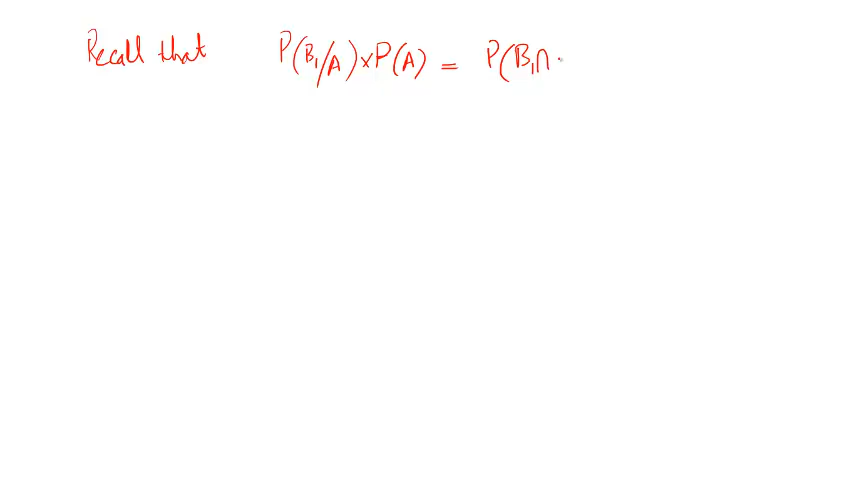 Recall that P(B₁/A)×P(A) = P(B₁∩